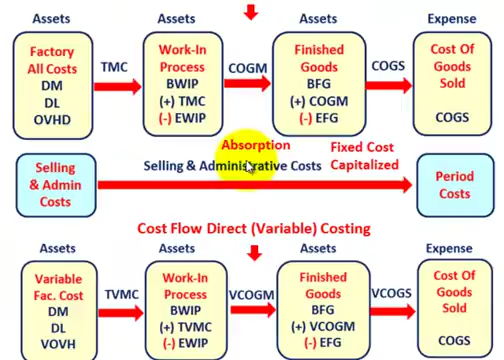 Assets Assets Assets Expense
Factory
All Costs
DM
DL
OVHD
TMC
Work-In
Process
BWIP
(+) TMC
(-) EWIP
COGM
Finished
Goods
BFG
(+) COGM
(-) EFG
COGS
Cost Of
Goods
Sold
COGS
Absorption
Fixed Cost
Capitalized
Selling & Administrative Costs
Selling
& Admin
Costs
Period
Costs
Cost Flow Direct (Variable) Costing
Assets Assets Assets Expense
Variable
Fac. Cost
DM
DL
VOVH
TVMC
Work-In
Process
BWIP
(+) TVMC
(-) EWIP
VCOGM
Finished
Goods
BFG
(+) VCOGM
(-) EFG
VCOGS
Cost Of
Goods
Sold
COGS